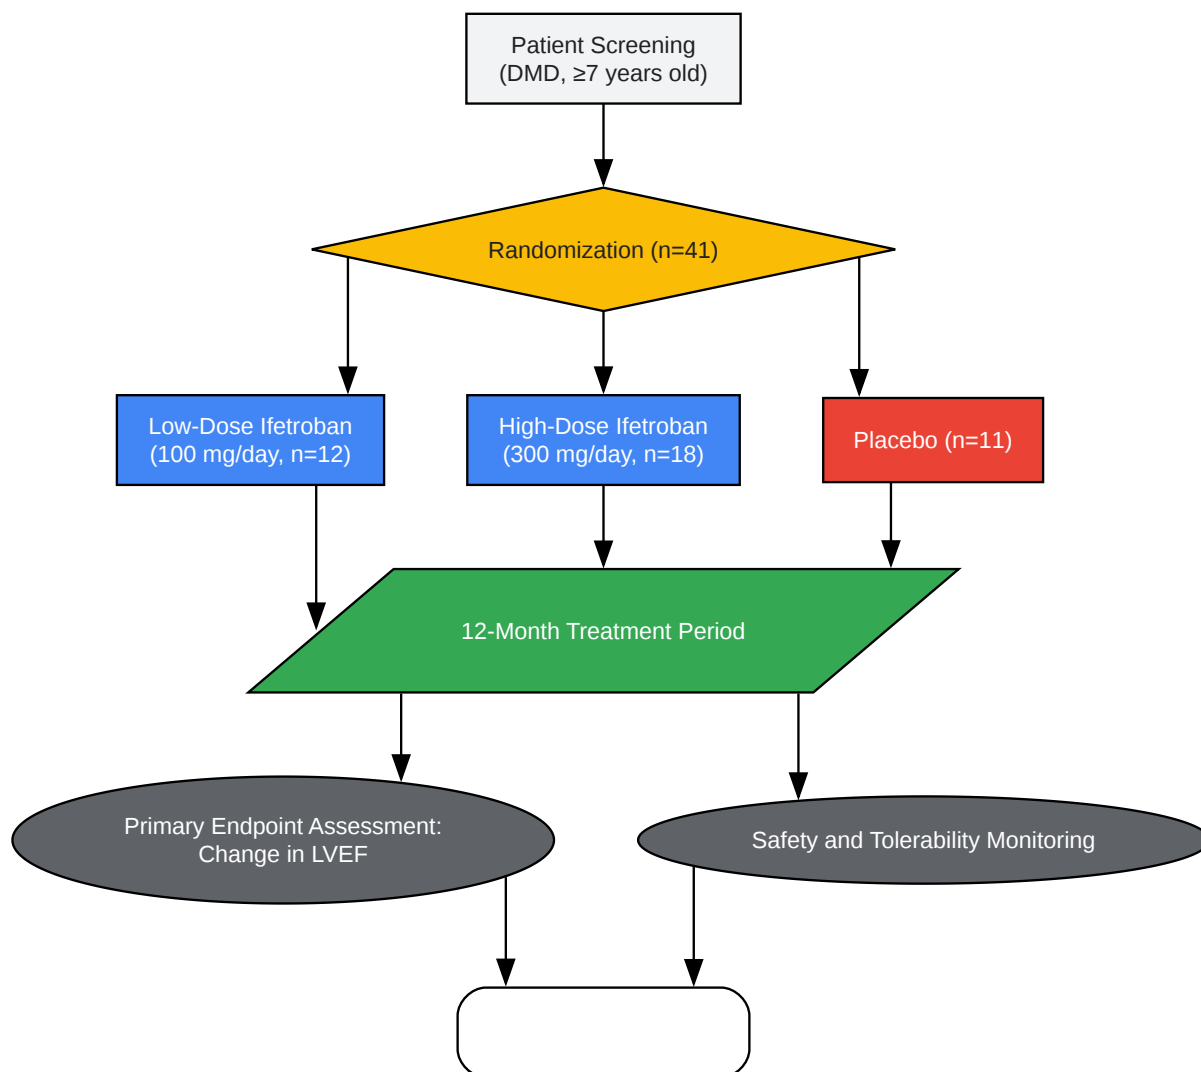 Patient Screening
(DMD, ≥7 years old)
Randomization (n=41)
Low-Dose Ifetroban
(100 mg/day, n=12)
High-Dose Ifetroban
(300 mg/day, n=18)
Placebo (n=11)
12-Month Treatment Period
Primary Endpoint Assessment:
Change in LVEF
Safety and Tolerability Monitoring